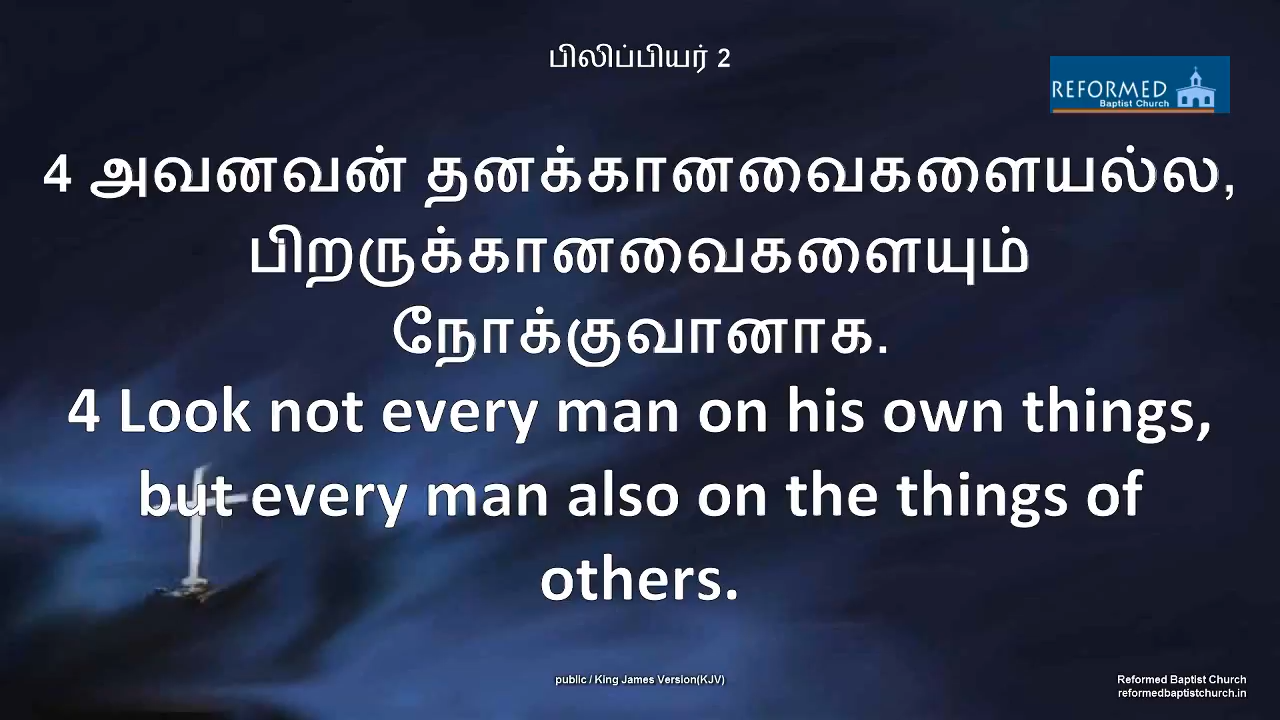 பிலிப்பியர் 2
REFORMED
Baptist Church
4 அவனவன் தனக்கானவைகளையல்ல,
பிறருக்கானவைகளையும்
நோக்குவானாக.
4 Look not every man on his own things,
but every man also on the things of
others.
public / King James Version(KJV)
Reformed Baptist Church
reformedbaptistchurch.in